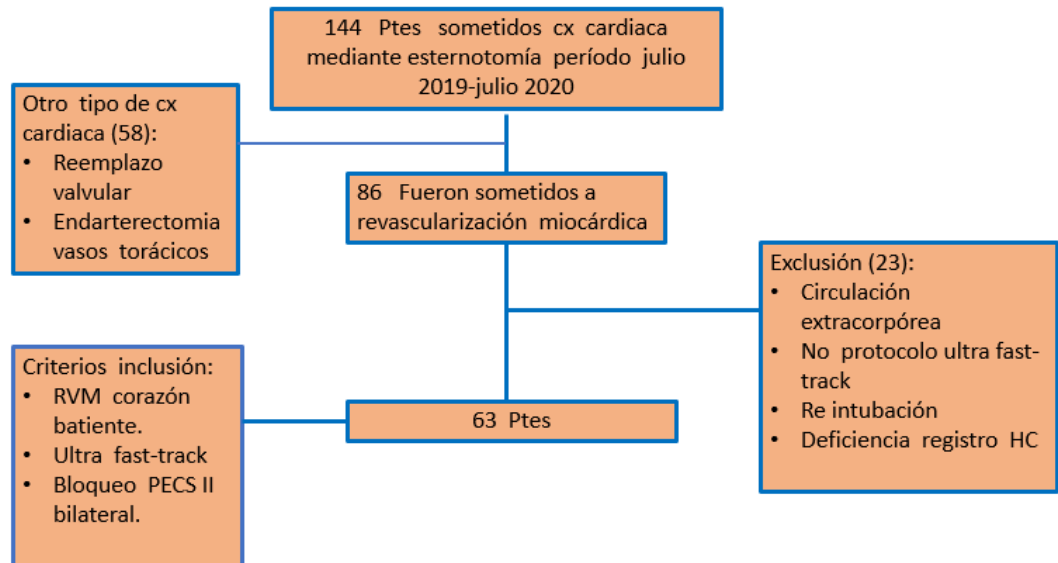 144 Ptes sometidos cx cardiaca
mediante esternotomía período julio
2019-julio 2020
Otro tipo de cx
cardiaca (58):
• Reemplazo
valvular
• Endarterectomia
vasos torácicos
86 Fueron sometidos a
revascularización miocárdica
Exclusión (23):
• Circulación
extracorpórea
• No protocolo ultra fast-
track
• Re intubación
• Deficiencia registro HC
Criterios inclusión:
• RVM corazón
batiente.
• Ultra fast-track
• Bloqueo PECS II
bilateral.
63 Ptes